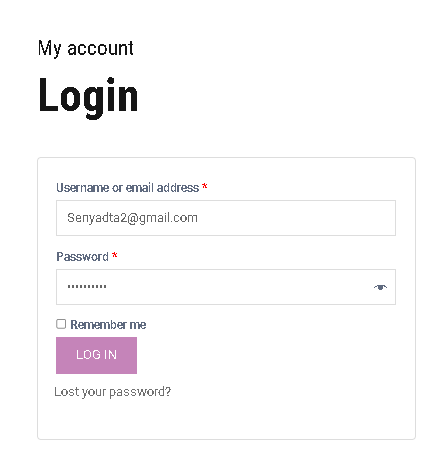 My account
Login
Username or email address *
Senyadta2@gmail.com
Password *
••••••••••
Remember me
LOG IN
Lost your password?